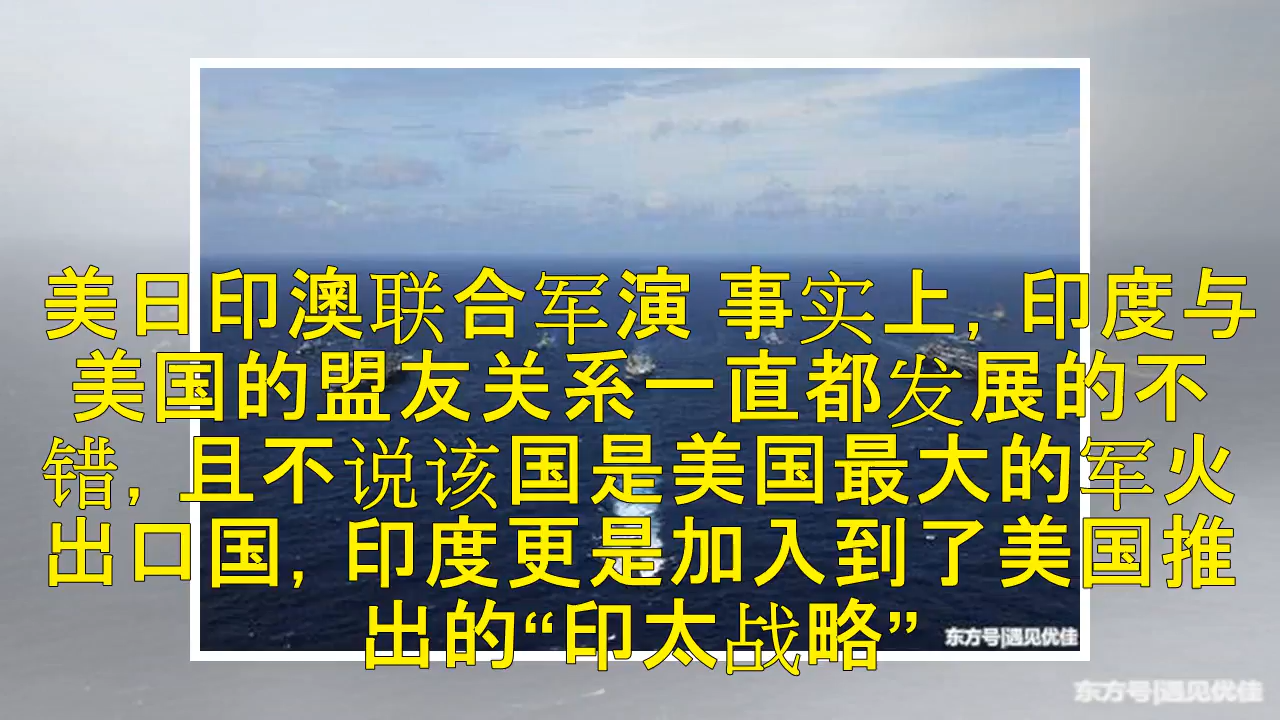 美日印澳联合军演 事实上, 印度与
美国的盟友关系一直都发展的不
错, 且不说该国是美国最大的军火
出口国, 印度更是加入到了美国推
出的“印太战略”
东方号|遇见优佳
东方号|遇见优佳